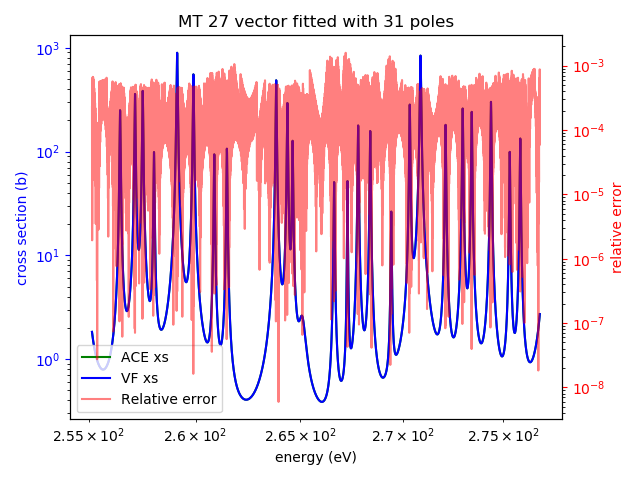 MT 27 vector fitted with 31 poles
10³
10²
10¹
10⁰
cross section (b)
10⁻³
10⁻⁴
10⁻⁵
10⁻⁶
10⁻⁷
10⁻⁸
relative error
ACE xs
VF xs
Relative error
2.55 × 10² 2.6 × 10² 2.65 × 10² 2.7 × 10² 2.75 × 10²
energy (eV)